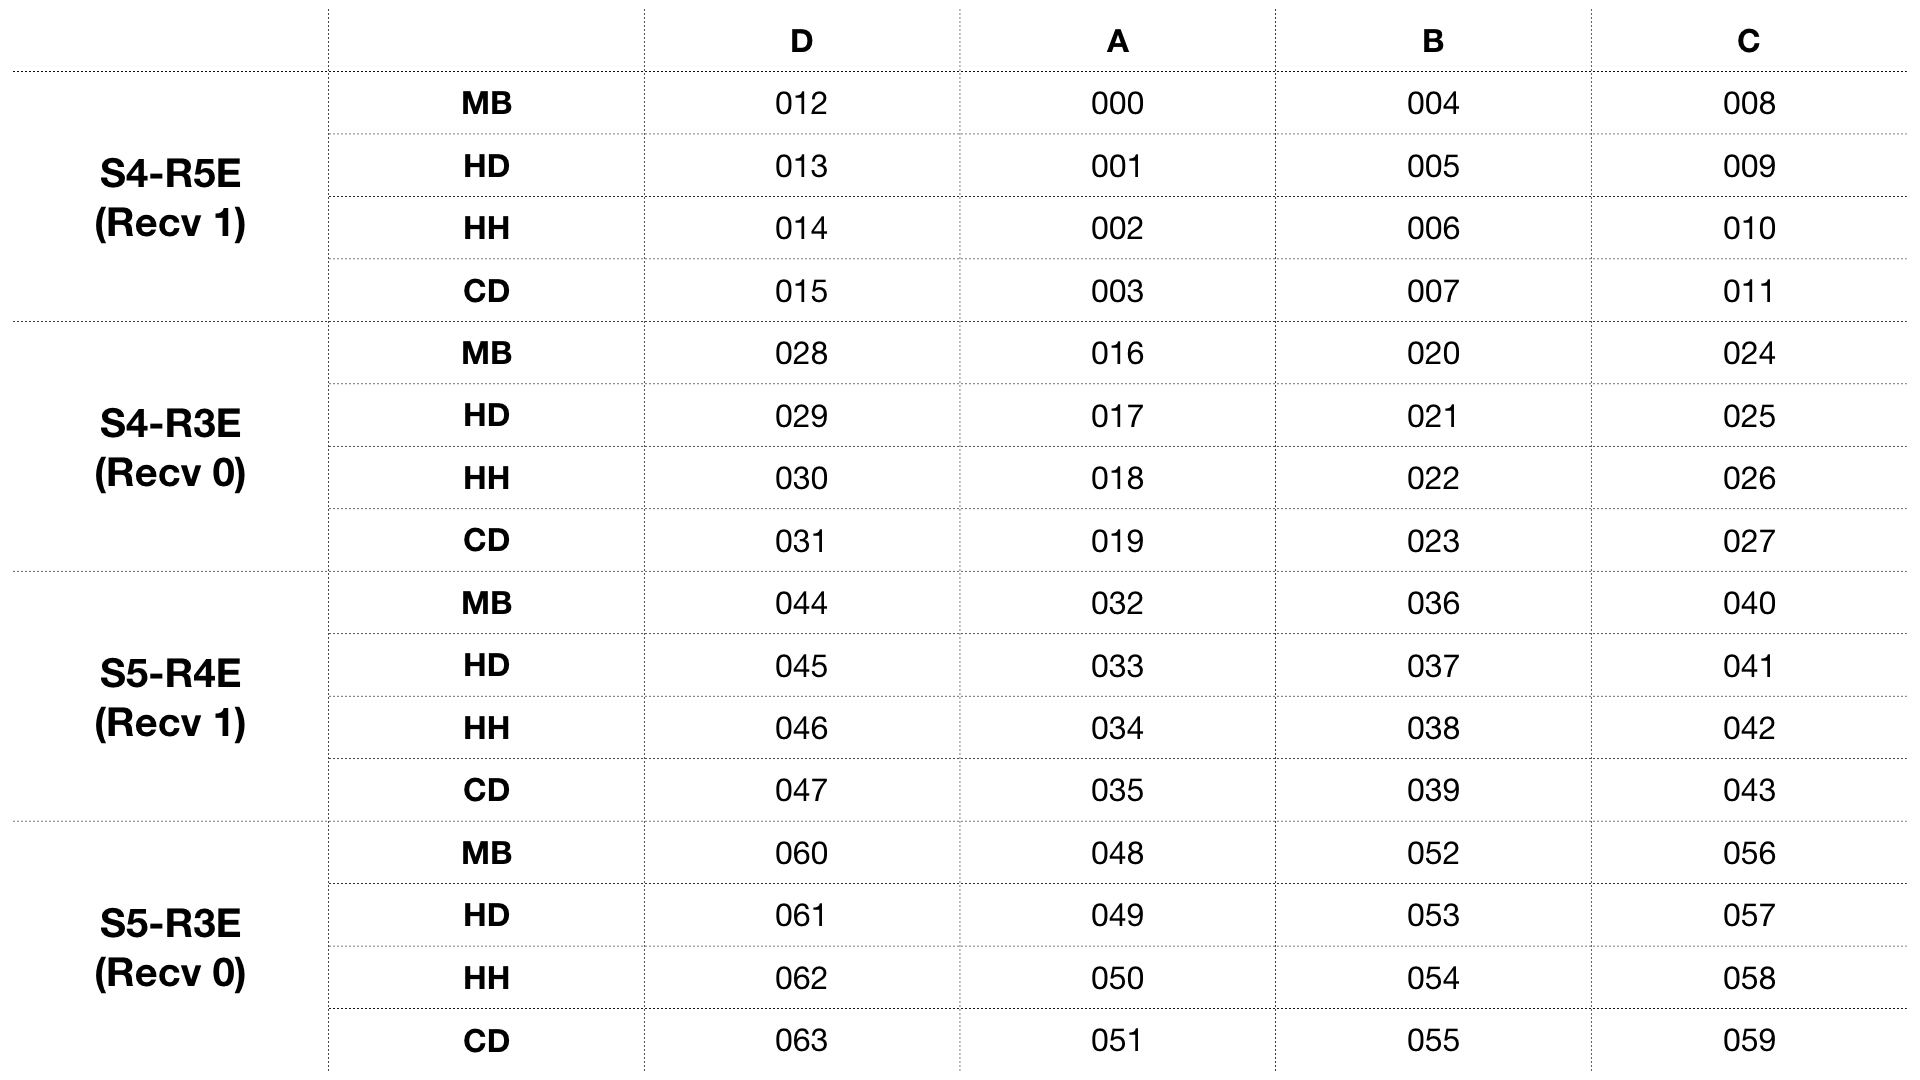 D A B C
S4-R5E
(Recv 1)
MB 012 000 004 008
HD 013 001 005 009
HH 014 002 006 010
CD 015 003 007 011
S4-R3E
(Recv 0)
MB 028 016 020 024
HD 029 017 021 025
HH 030 018 022 026
CD 031 019 023 027
S5-R4E
(Recv 1)
MB 044 032 036 040
HD 045 033 037 041
HH 046 034 038 042
CD 047 035 039 043
S5-R3E
(Recv 0)
MB 060 048 052 056
HD 061 049 053 057
HH 062 050 054 058
CD 063 051 055 059